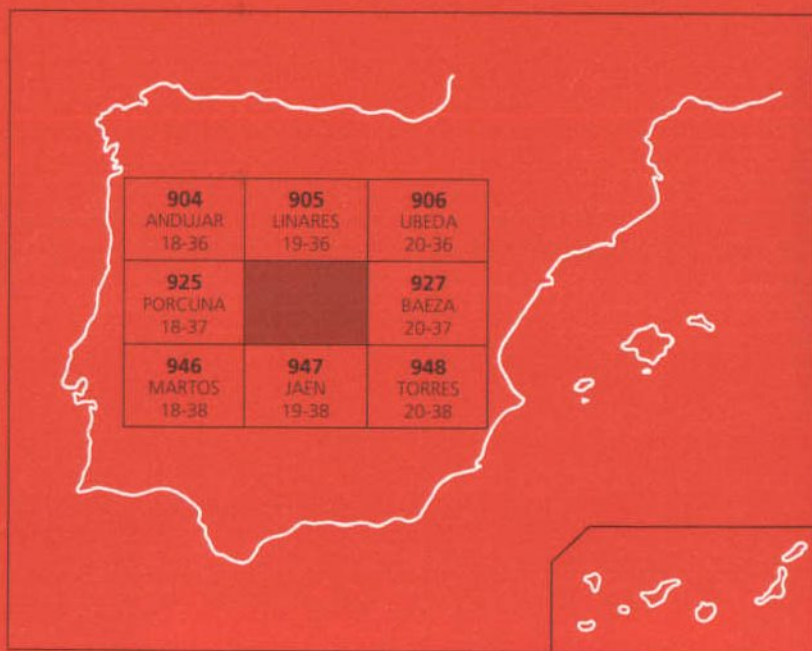 904
ANDUJAR
18-36
905
LINARES
19-36
906
UBEDA
20-36
925
PORCUNA
18-37
927
BAEZA
20-37
946
MARTOS
18-38
947
JAEN
19-38
948
TORRES
20-38